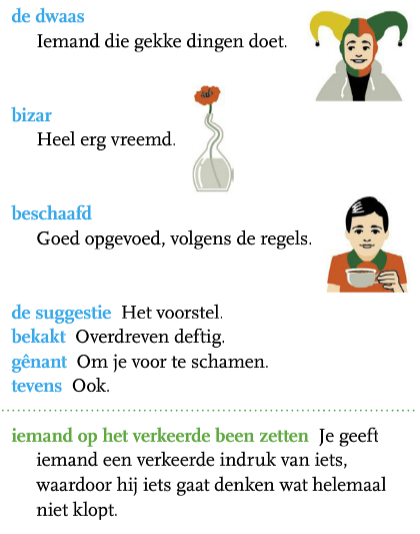 de dwaas
Iemand die gekke dingen doet.
bizar
Heel erg vreemd.
beschaafd
Goed opgevoed, volgens de regels.
de suggestie Het voorstel.
bekakt Overdreven deftig.
gênant Om je voor te schamen.
tevens Ook.
iemand op het verkeerde been zetten Je geeft
iemand een verkeerde indruk van iets,
waardoor hij iets gaat denken wat helemaal
niet klopt.